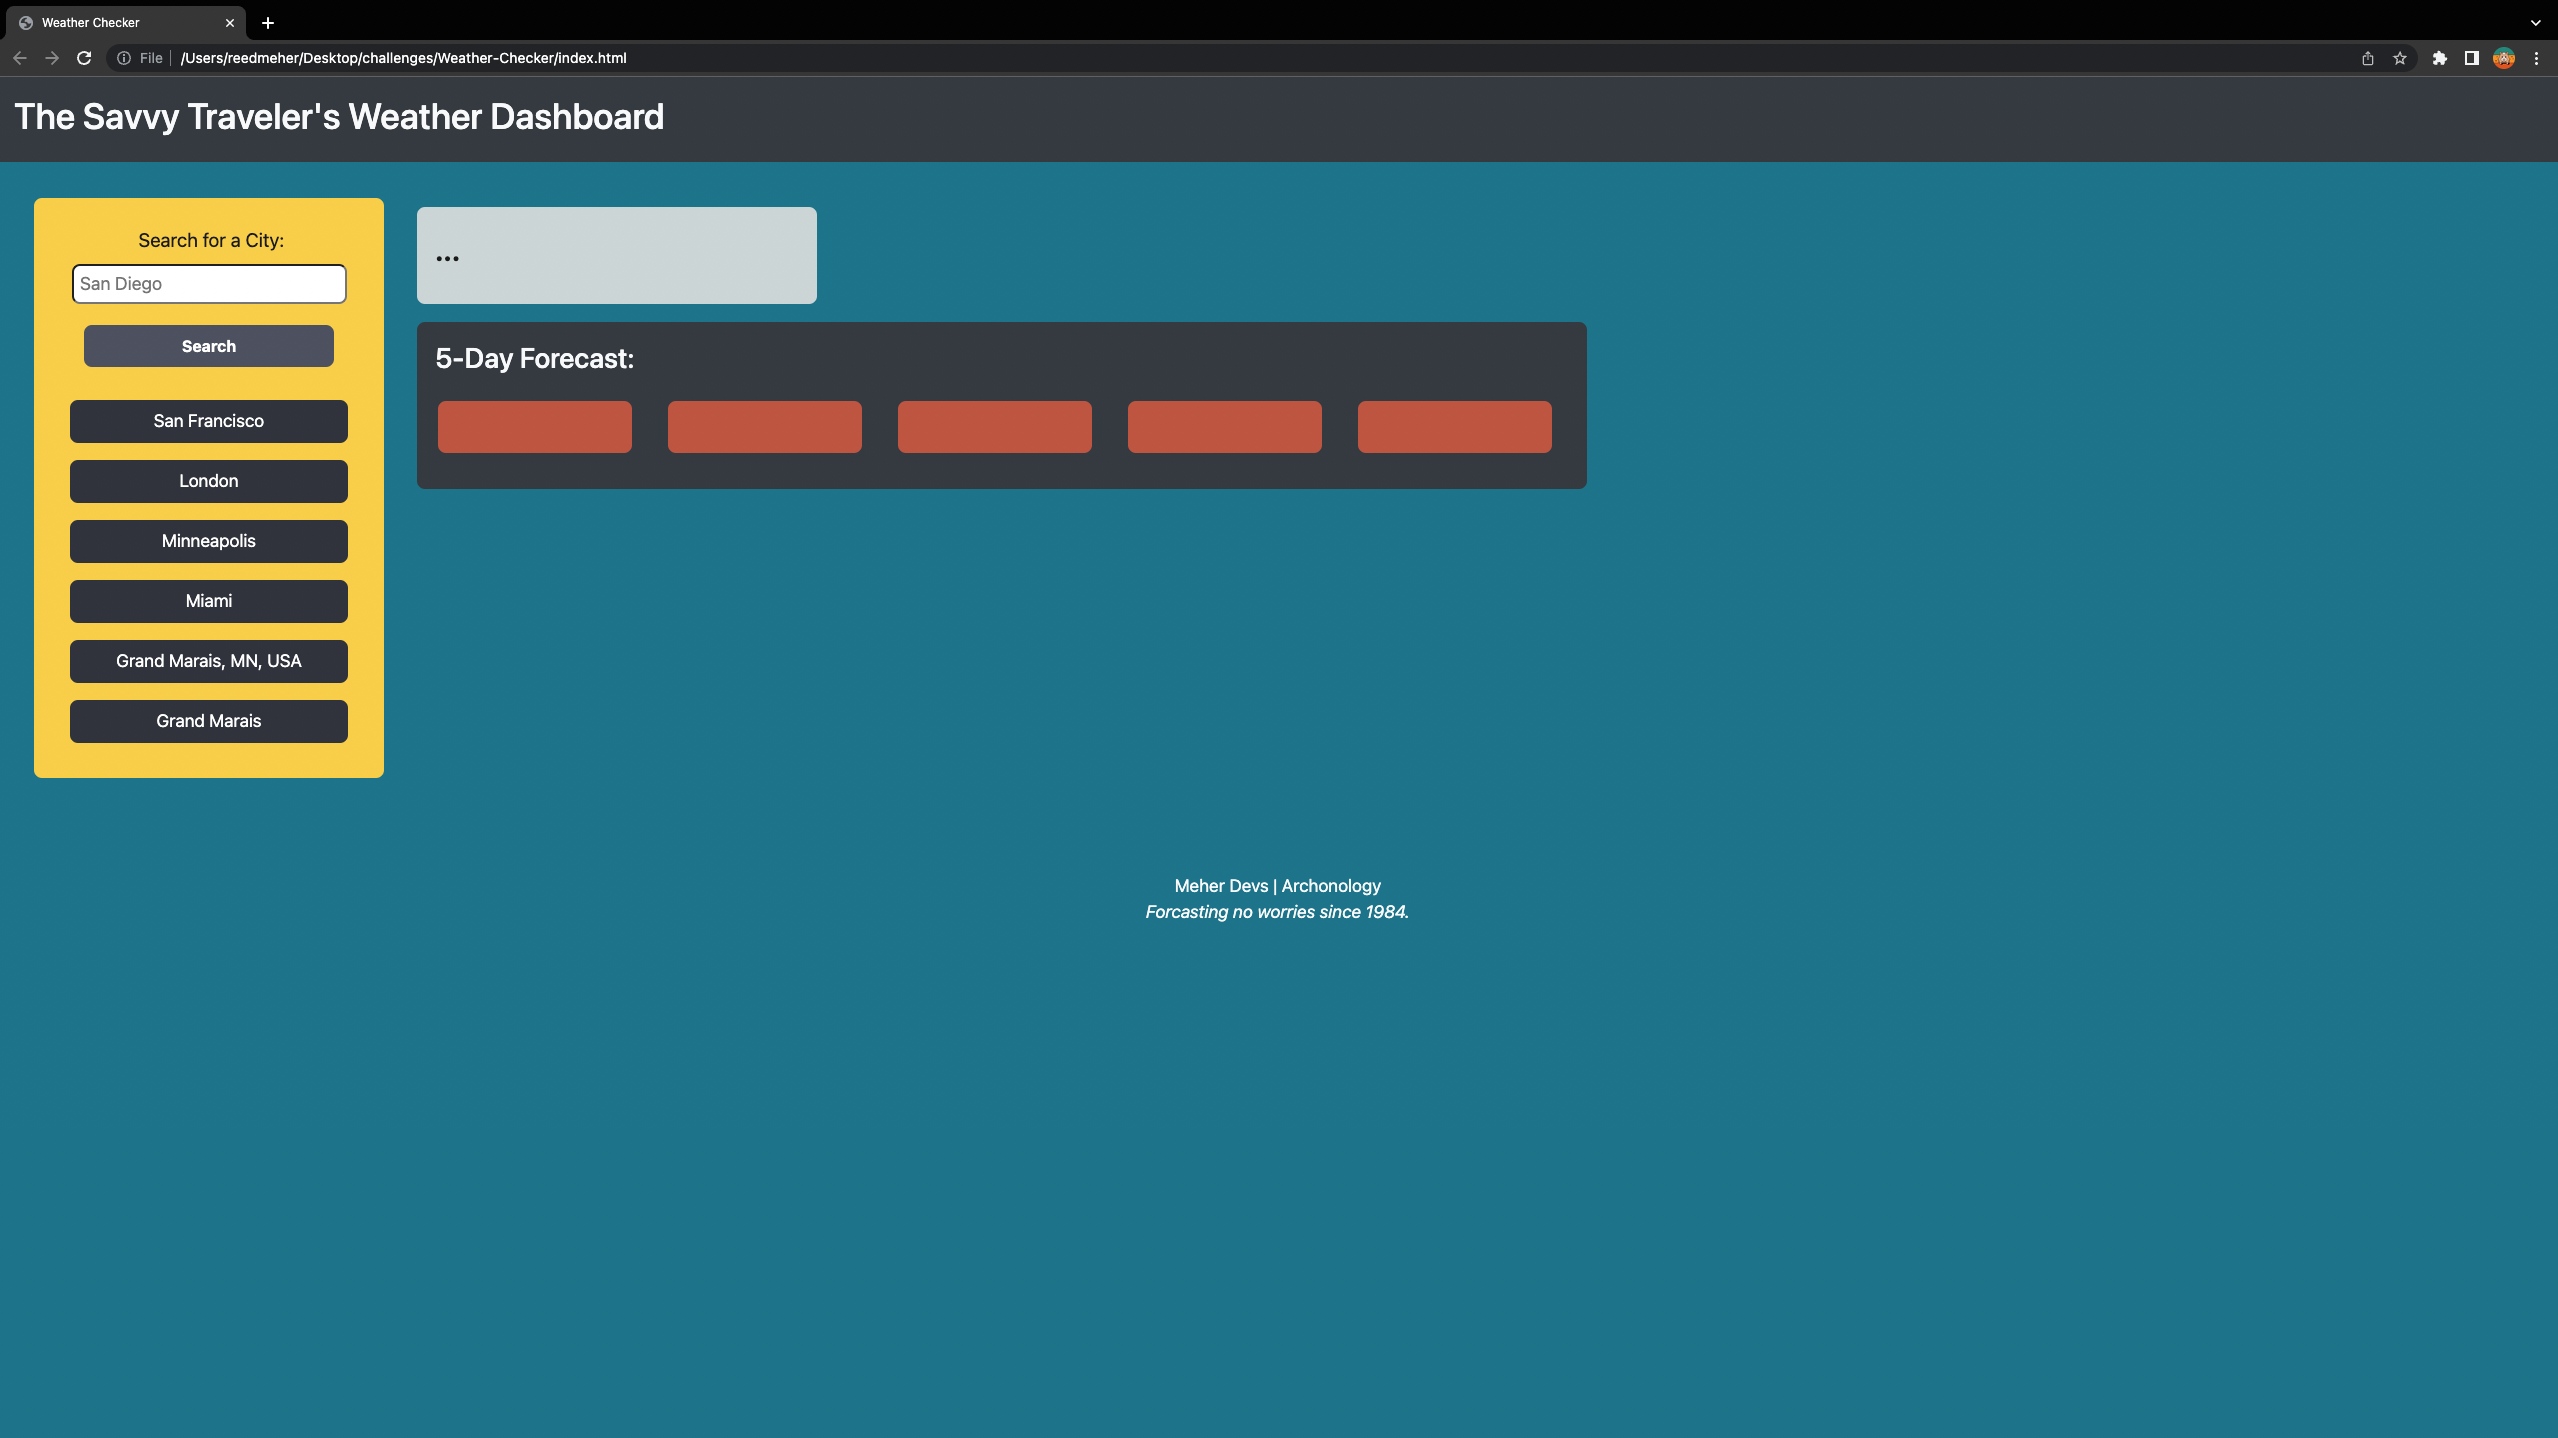 Weather Checker
File
/Users/reedmeher/Desktop/challenges/Weather-Checker/index.html
The Savvy Traveler's Weather Dashboard
Search for a City:
San Diego
Search
San Francisco
London
Minneapolis
Miami
Grand Marais, MN, USA
Grand Marais
...
5-Day Forecast:
Meher Devs | Archonology
Forcasting no worries since 1984.